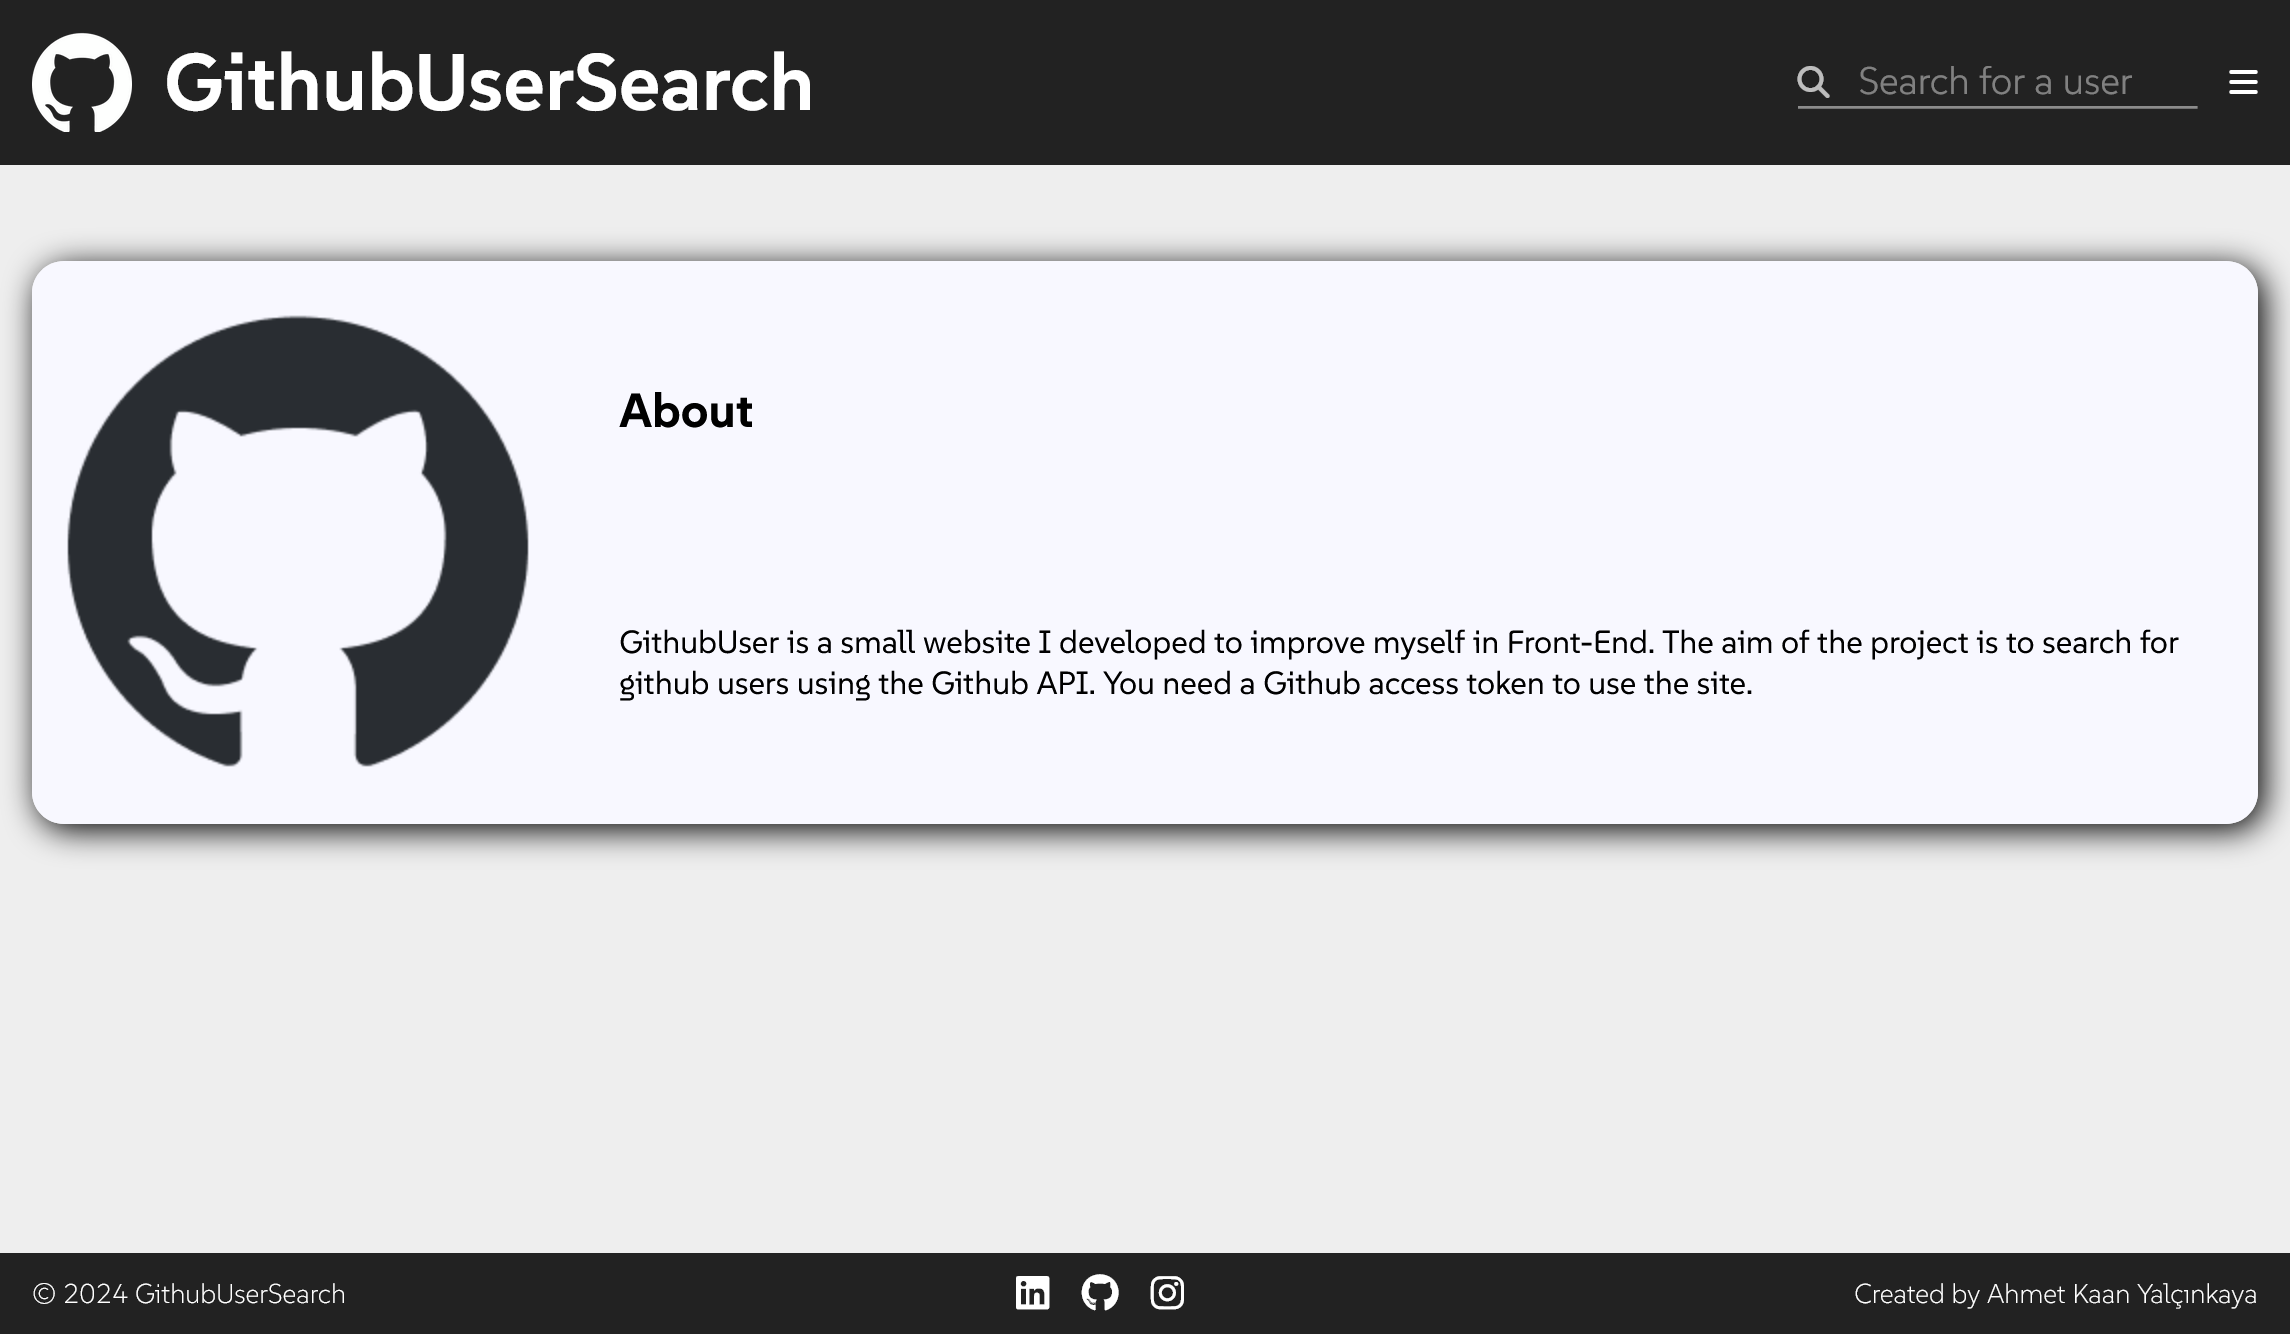 GithubUserSearch
Search for a user
About
GithubUser is a small website I developed to improve myself in Front-End. The aim of the project is to search for
github users using the Github API. You need a Github access token to use the site.
© 2024 GithubUserSearch
Created by Ahmet Kaan Yalçınkaya